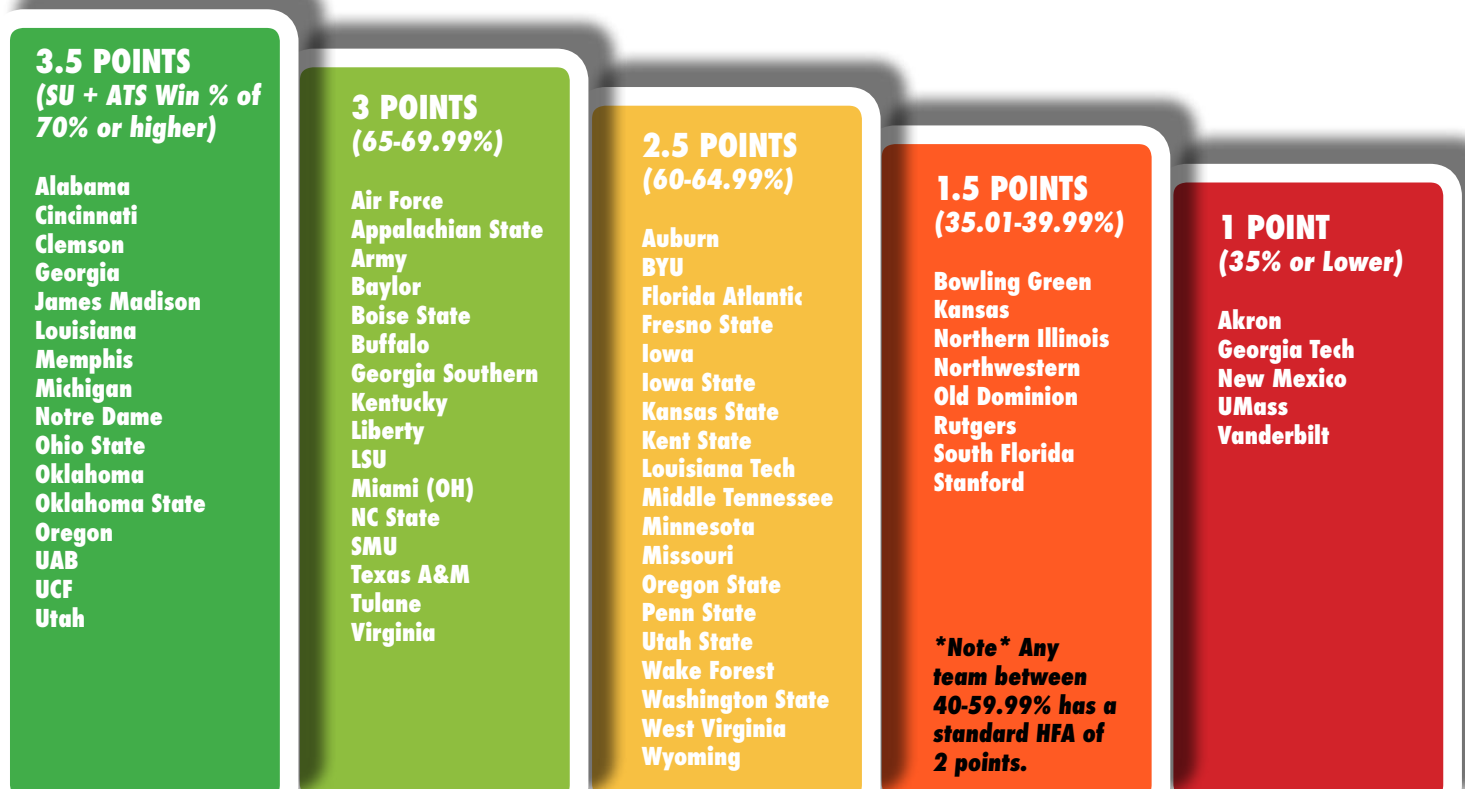 3.5 POINTS
(SU + ATS Win % of
70% or higher)
Alabama
Cincinnati
Clemson
Georgia
James Madison
Louisiana
Memphis
Michigan
Notre Dame
Ohio State
Oklahoma
Oklahoma State
Oregon
UAB
UCF
Utah
3 POINTS
(65-69.99%)
Air Force
Appalachian State
Army
Baylor
Boise State
Buffalo
Georgia Southern
Kentucky
Liberty
LSU
Miami (OH)
NC State
SMU
Texas A&M
Tulane
Virginia
2.5 POINTS
(60-64.99%)
Auburn
BYU
Florida Atlantic
Fresno State
Iowa
Iowa State
Kansas State
Kent State
Louisiana Tech
Middle Tennessee
Minnesota
Missouri
Oregon State
Penn State
Utah State
Wake Forest
Washington State
West Virginia
Wyoming
1.5 POINTS
(35.01-39.99%)
Bowling Green
Kansas
Northern Illinois
Northwestern
Old Dominion
Rutgers
South Florida
Stanford
*Note* Any
team between
40-59.99% has a
standard HFA of
2 points.
1 POINT
(35% or Lower)
Akron
Georgia Tech
New Mexico
UMass
Vanderbilt